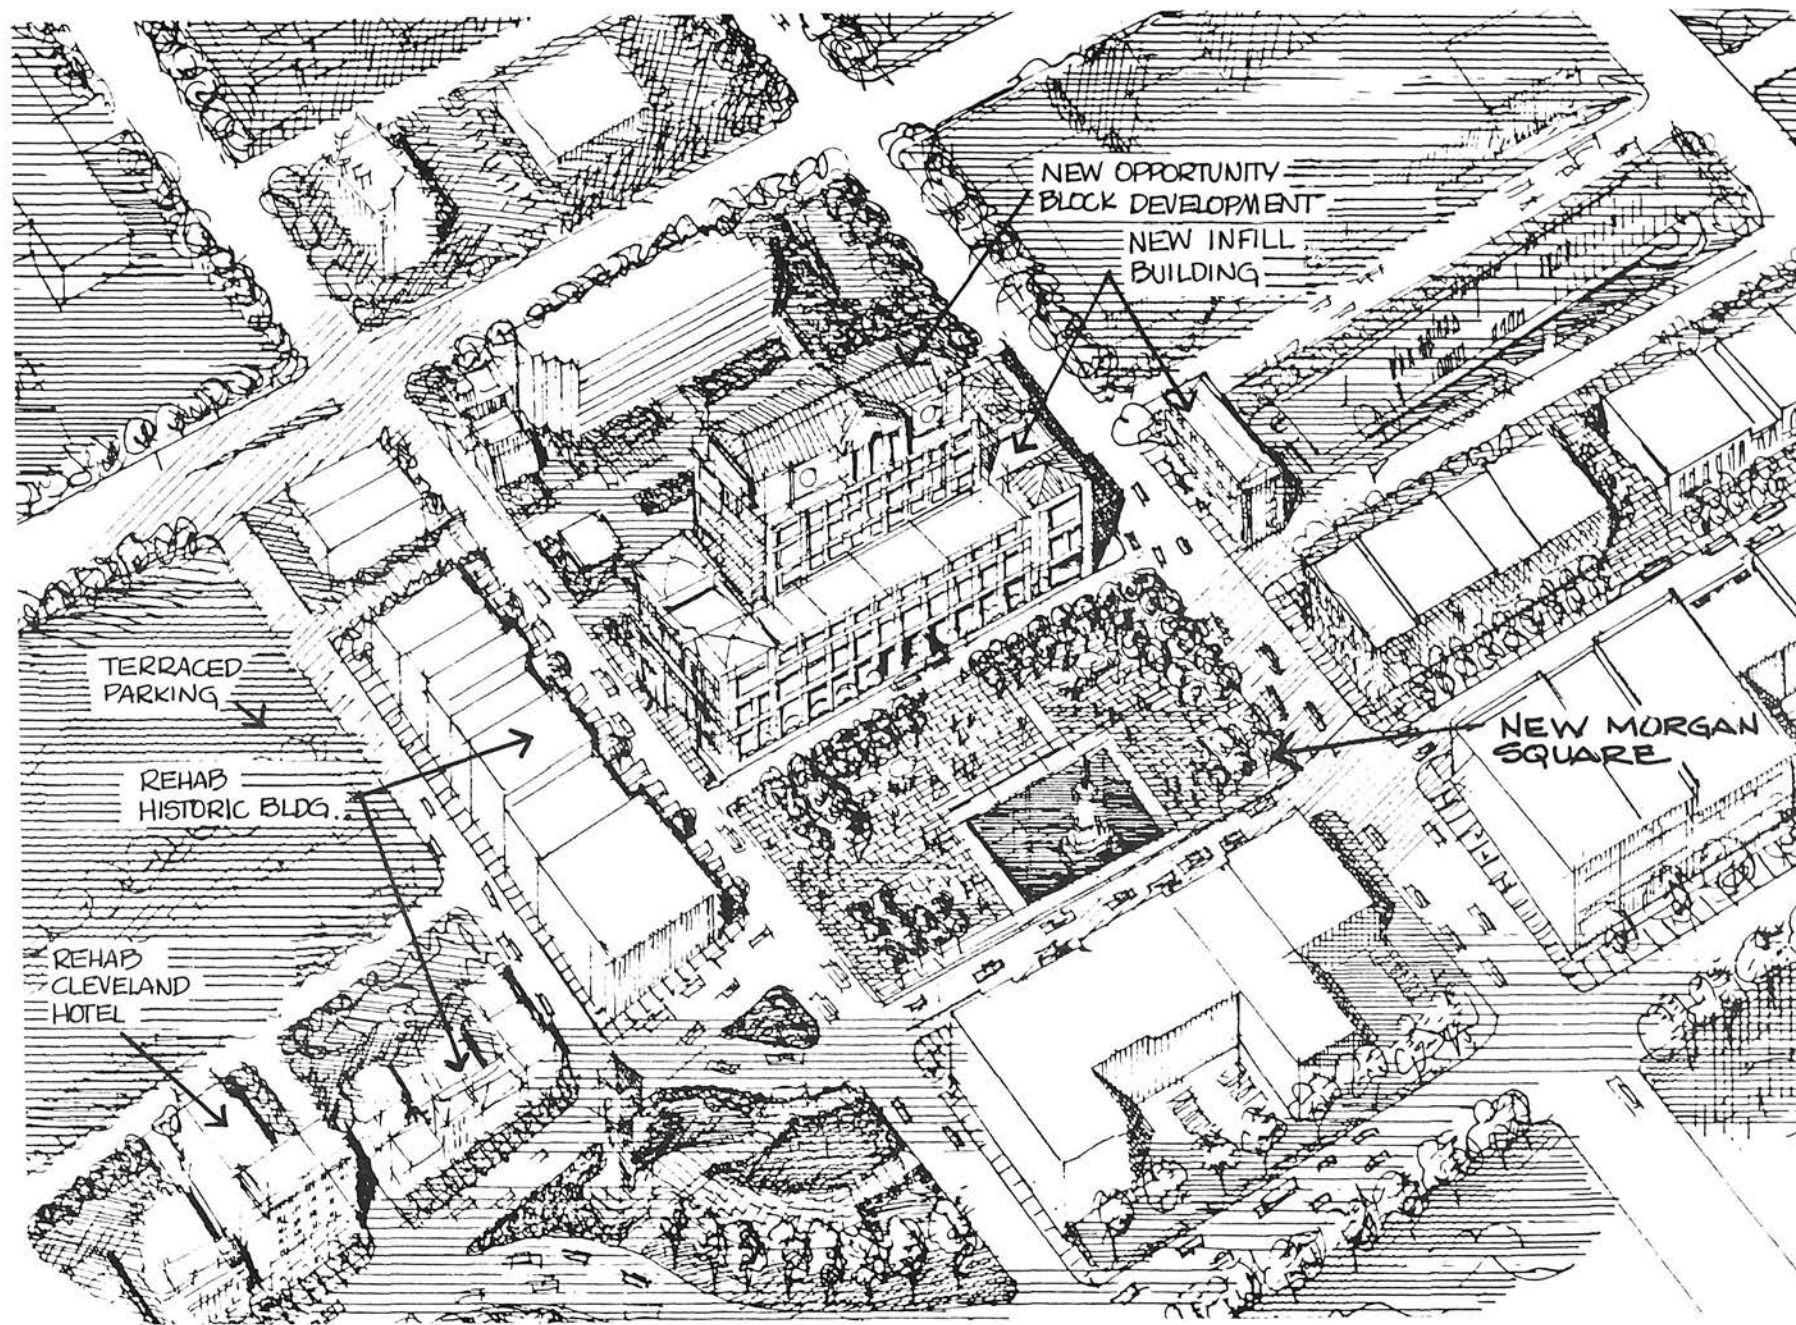 NEW OPPORTUNITY
BLOCK DEVELOPMENT
NEW INFILL
BUILDING
TERRACED
PARKING
NEW MORGAN
SQUARE
REHAB
HISTORIC BLDG.
REHAB
CLEVELAND
HOTEL